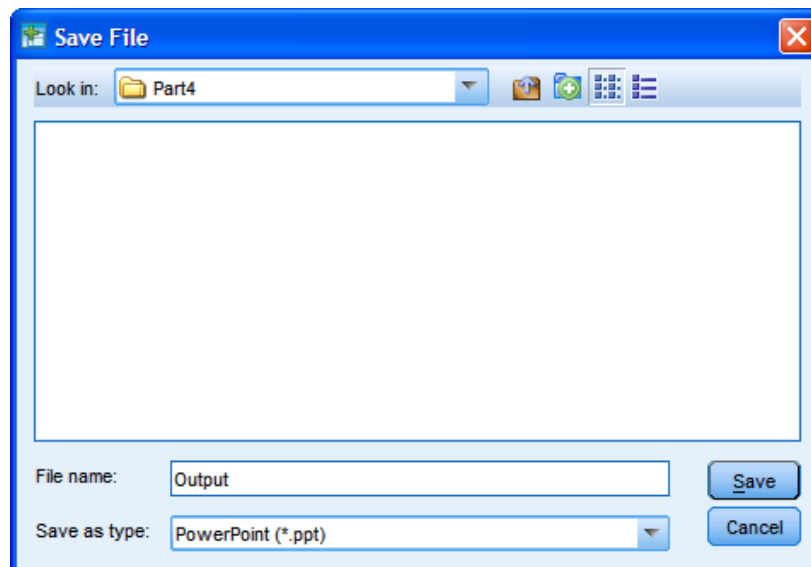 Save File
Look in: Part4
File name: Output Save
Save as type: PowerPoint (*.ppt) Cancel